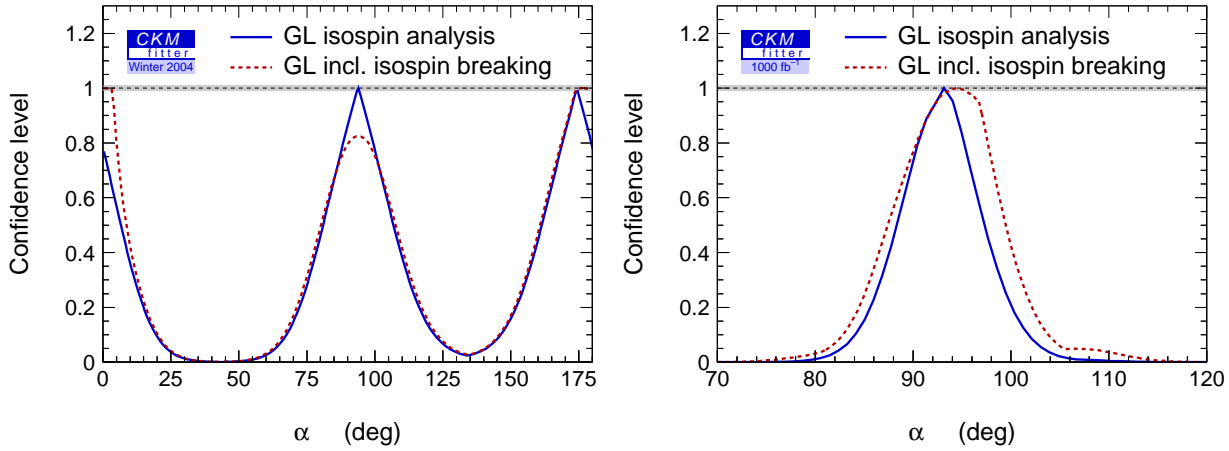 CKM
fitter
Winter 2004
GL isospin analysis
GL incl. isospin breaking
Confidence level
1.2
1
0.8
0.6
0.4
0.2
0
0 25 50 75 100 125 150 175
α (deg)
CKM
fitter
1000 fb⁻¹
GL isospin analysis
GL incl. isospin breaking
Confidence level
1.2
1
0.8
0.6
0.4
0.2
0
70 80 90 100 110 120
α (deg)